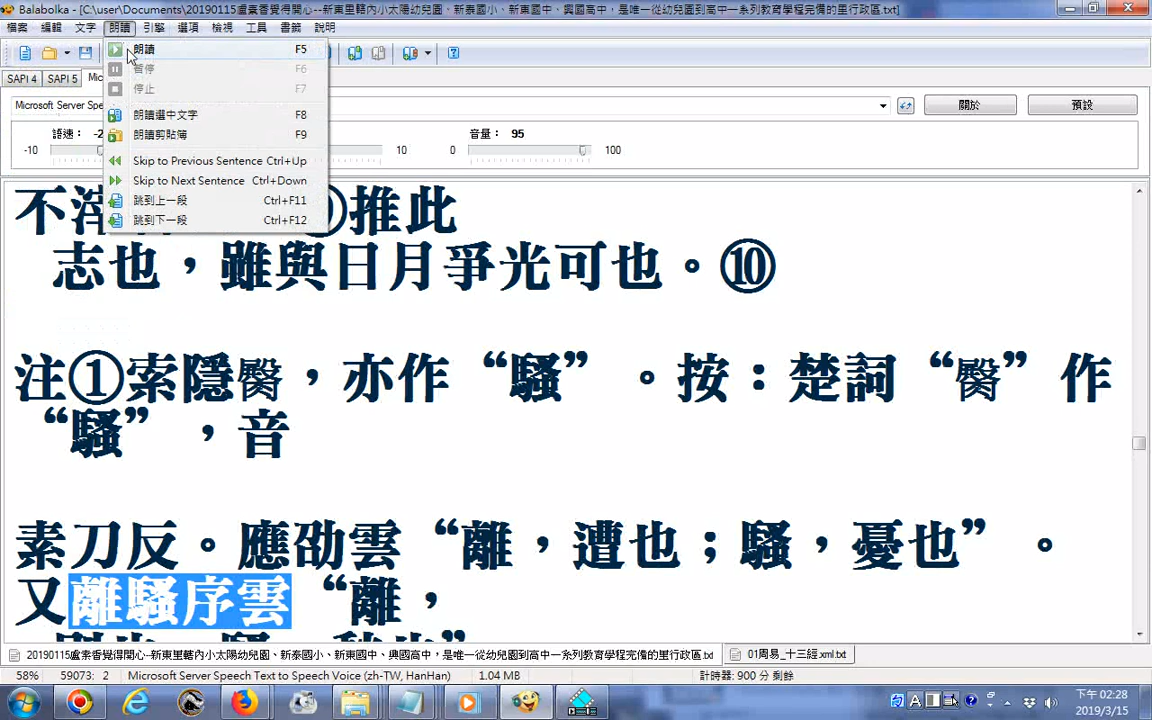 Balabolka - [C:\user\Documents\20190115盧素香覺得開心--新東里轄內小太陽幼兒園、新泰國小、新東國中、興國高中，是唯一從幼兒園到高中一系列教育學程完備的里行政區.txt]
檔案 編輯 文字 朗讀 引擎 選項 檢視 工具 書籤 說明
朗讀 F5
暫停 F6
停止 F7
朗讀選中文字 F8
朗讀剪貼簿 F9
Skip to Previous Sentence Ctrl+Up
Skip to Next Sentence Ctrl+Down
跳到上一段 Ctrl+F11
跳到下一段 Ctrl+F12
SAPI 4 SAPI 5 Mic
Microsoft Server Spe 關於 預設
語速： -2 音量： 95
-10 10 0 100
不滓 推此
志也，雖與日月爭光可也。⑩
注①索隱騷，亦作“騷”。按：楚詞“騷”作
“騷”，音
素刀反。應劭雲“離，遭也；騷，憂也”。
又離騷序雲“離，
20190115盧素香覺得開心--新東里轄內小太陽幼兒園、新泰國小、新東國中、興國高中，是唯一從幼兒園到高中一系列教育學程完備的里行政區.txt 01周易_十三經.xml.txt
58% 59073: 2 Microsoft Server Speech Text to Speech Voice (zh-TW, HanHan) 1.04 MB 計時器: 900 分 剩餘
下午 02:28
2019/3/15